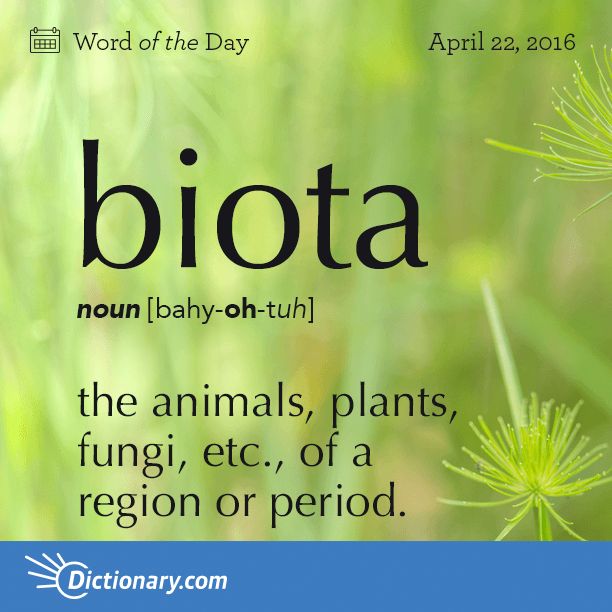 Word of the Day
April 22, 2016
biota
noun [bahy-oh-tuh]
the animals, plants,
fungi, etc., of a
region or period.
Dictionary.com